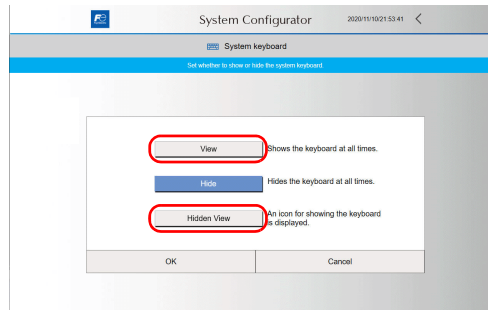 System Configurator
2020/11/10/21:53:41
System keyboard
Set whether to show or hide the system keyboard.
View
Shows the keyboard at all times.
Hide
Hides the keyboard at all times.
Hidden View
An icon for showing the keyboard
is displayed.
OK
Cancel